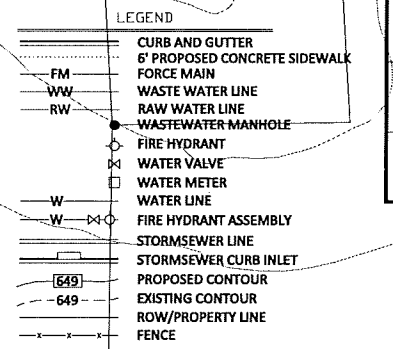 LEGEND
CURB AND GUTTER
6' PROPOSED CONCRETE SIDEWALK
FM FORCE MAIN
WW WASTE WATER LINE
RW RAW WATER LINE
WASTEWATER MANHOLE
FIRE HYDRANT
WATER VALVE
WATER METER
W WATER LINE
W FIRE HYDRANT ASSEMBLY
STORMSEWER LINE
STORMSEWER CURB INLET
649 PROPOSED CONTOUR
649 EXISTING CONTOUR
ROW/PROPERTY LINE
x x x FENCE